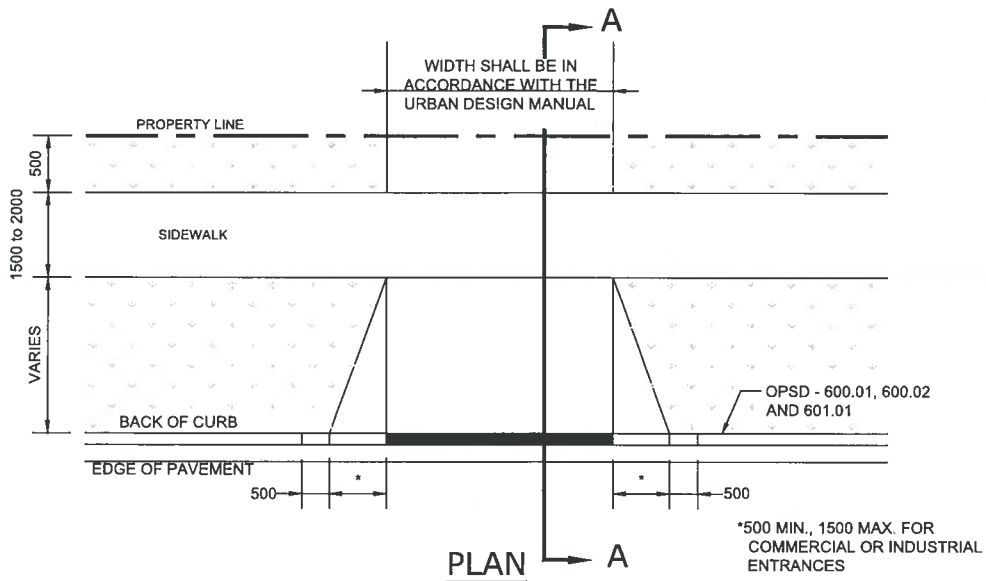 A
WIDTH SHALL BE IN
ACCORDANCE WITH THE
URBAN DESIGN MANUAL
PROPERTY LINE
500
1500 to 2000
SIDEWALK
VARIES
OPSD - 600.01, 600.02
AND 601.01
BACK OF CURB
EDGE OF PAVEMENT
500
*
*
500
*500 MIN., 1500 MAX. FOR
COMMERCIAL OR INDUSTRIAL
ENTRANCES
A
PLAN